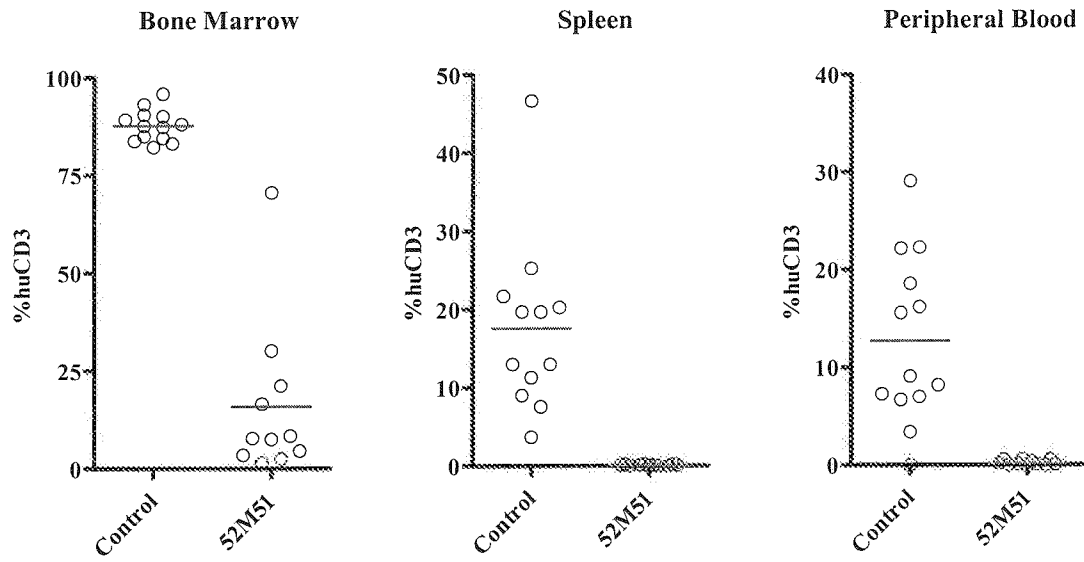 Bone Marrow
%huCD3
100
75
50
25
0
Control
52M51
Spleen
%huCD3
50
40
30
20
10
0
Control
52M51
Peripheral Blood
%huCD3
40
30
20
10
0
Control
52M51